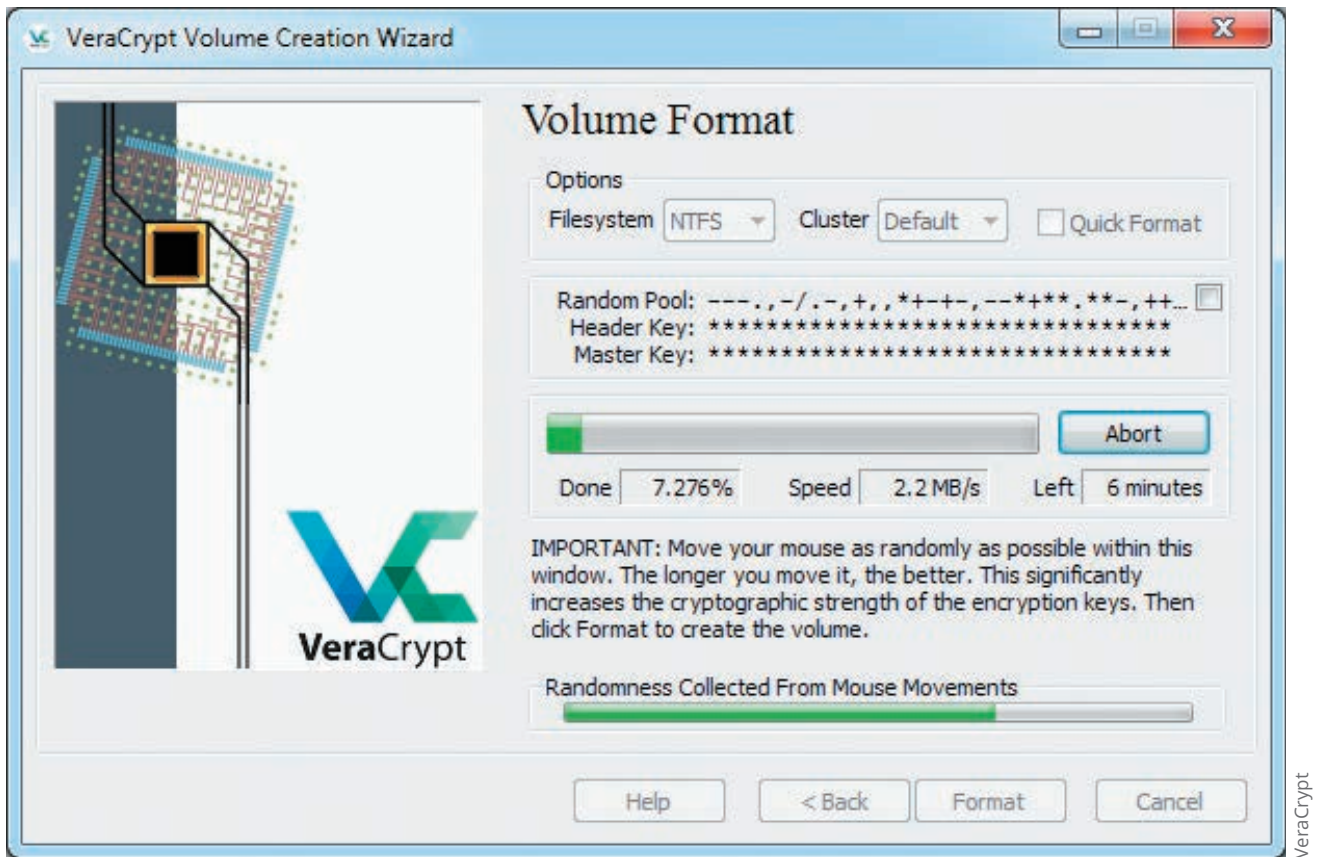 VeraCrypt Volume Creation Wizard
Volume Format
Options
Filesystem NTFS Cluster Default Quick Format
Random Pool: ---.,-/.-,+,,*+-+-,--*+**.**-,++...
Header Key: ********************************
Master Key: ********************************
Abort
Done 7.276% Speed 2.2 MB/s Left 6 minutes
IMPORTANT: Move your mouse as randomly as possible within this
window. The longer you move it, the better. This significantly
increases the cryptographic strength of the encryption keys. Then
click Format to create the volume.
VeraCrypt
Randomness Collected From Mouse Movements
Help < Back Format Cancel
VeraCrypt